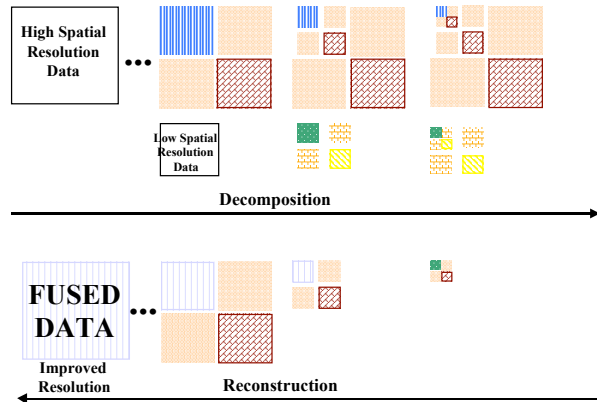 High Spatial
Resolution
Data
...
Low Spatial
Resolution
Data
Decomposition
FUSED
DATA
...
Improved
Resolution
Reconstruction